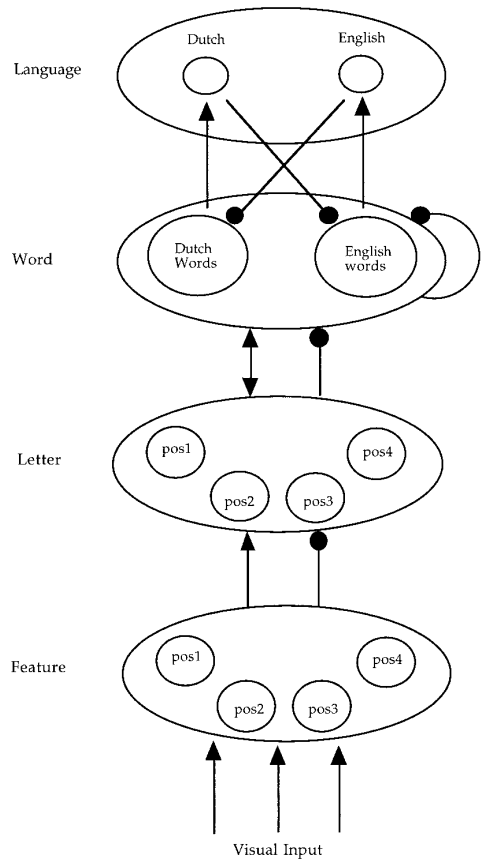 Dutch English
Language
Word
Dutch
Words
English
words
Letter
pos1 pos4
pos2 pos3
Feature
pos1 pos4
pos2 pos3
Visual Input